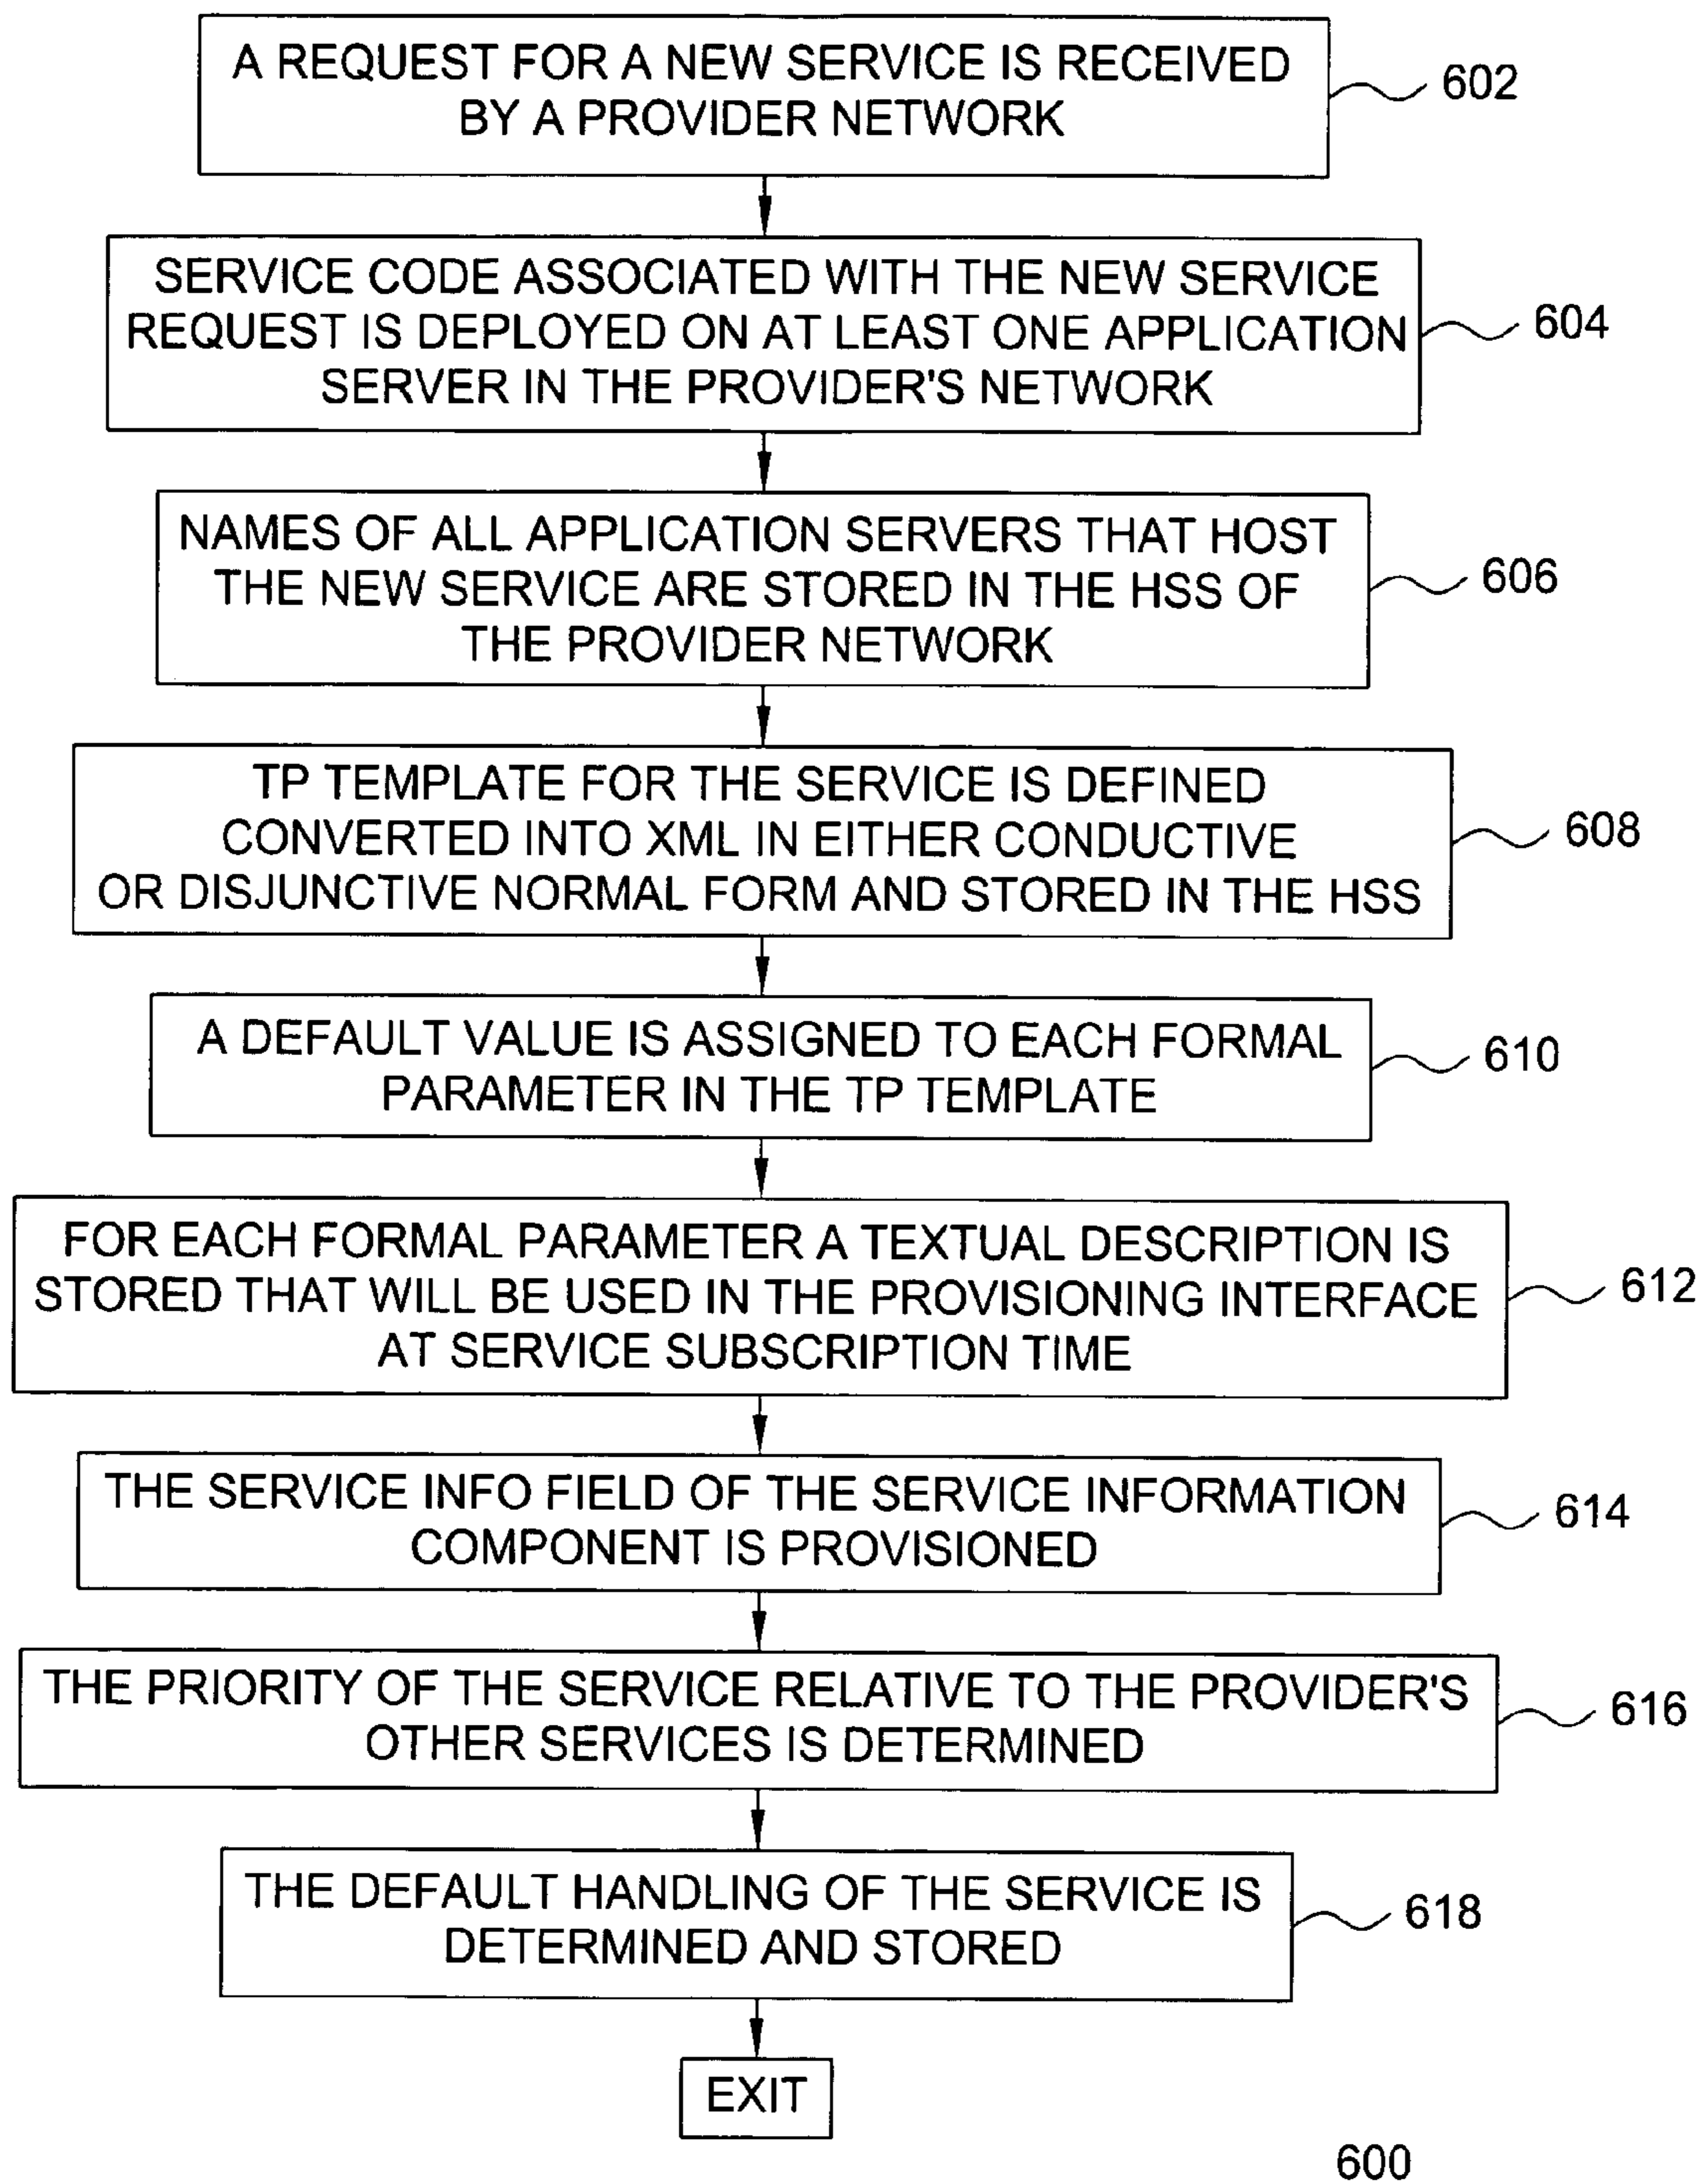 A REQUEST FOR A NEW SERVICE IS RECEIVED
BY A PROVIDER NETWORK
602
SERVICE CODE ASSOCIATED WITH THE NEW SERVICE
REQUEST IS DEPLOYED ON AT LEAST ONE APPLICATION
SERVER IN THE PROVIDER'S NETWORK
604
NAMES OF ALL APPLICATION SERVERS THAT HOST
THE NEW SERVICE ARE STORED IN THE HSS OF
THE PROVIDER NETWORK
606
TP TEMPLATE FOR THE SERVICE IS DEFINED
CONVERTED INTO XML IN EITHER CONDUCTIVE
OR DISJUNCTIVE NORMAL FORM AND STORED IN THE HSS
608
A DEFAULT VALUE IS ASSIGNED TO EACH FORMAL
PARAMETER IN THE TP TEMPLATE
610
FOR EACH FORMAL PARAMETER A TEXTUAL DESCRIPTION IS
STORED THAT WILL BE USED IN THE PROVISIONING INTERFACE
AT SERVICE SUBSCRIPTION TIME
612
THE SERVICE INFO FIELD OF THE SERVICE INFORMATION
COMPONENT IS PROVISIONED
614
THE PRIORITY OF THE SERVICE RELATIVE TO THE PROVIDER'S
OTHER SERVICES IS DETERMINED
616
THE DEFAULT HANDLING OF THE SERVICE IS
DETERMINED AND STORED
618
EXIT
600